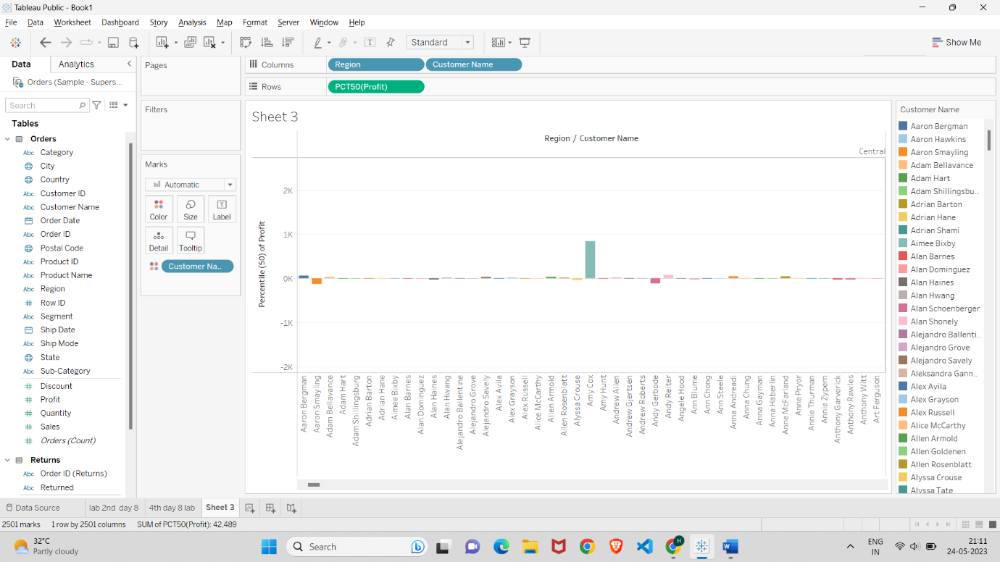 Tableau Public - Book1
File Data Worksheet Dashboard Story Analysis Map Format Server Window Help
Standard
Show Me
Data Analytics
Orders (Sample - Supers...
Search
Tables
Orders
Abc Category
City
Country
Abc Customer ID
Abc Customer Name
Order Date
Abc Order ID
Postal Code
Abc Product ID
Abc Product Name
Abc Region
# Row ID
Abc Segment
Ship Date
Abc Ship Mode
State
Abc Sub-Category
# Discount
# Profit
# Quantity
# Sales
# Orders (Count)
Returns
Abc Order ID (Returns)
Abc Returned
Pages
Filters
Marks
Automatic
Color Size Label
Detail Tooltip
Customer Na..
Columns Region Customer Name
Rows PCT50(Profit)
Sheet 3
Region / Customer Name
Central
Percentile (50) of Profit
2K
1K
0K
-1K
-2K
Aaron Bergman
Aaron Smayling
Adam Bellavance
Adam Hart
Adam Shillingsburg
Adrian Barton
Adrian Hane
Aimee Bixby
Alan Barnes
Alan Dominguez
Alan Haines
Alan Hwang
Alejandro Ballentine
Alejandro Grove
Alejandro Savely
Alex Avila
Alex Grayson
Alex Russell
Alice McCarthy
Allen Armold
Allen Rosenblatt
Alyssa Crouse
Amy Cox
Amy Hunt
Andrew Allen
Andrew Gjertsen
Andrew Roberts
Andy Gerbode
Andy Reiter
Angele Hood
Ann Blume
Ann Chong
Ann Steele
Anna Andreadi
Anna Chung
Anna Gayman
Anna Häberlin
Anne McFarland
Anne Pryor
Annie Thurman
Annie Zypern
Anthony Garverick
Anthony Rawles
Anthony Witt
Art Ferguson
Customer Name
Aaron Bergman
Aaron Hawkins
Aaron Smayling
Adam Bellavance
Adam Hart
Adam Shillingsbu..
Adrian Barton
Adrian Hane
Adrian Shami
Aimee Bixby
Alan Barnes
Alan Dominguez
Alan Haines
Alan Hwang
Alan Schoenberger
Alan Shonely
Alejandro Ballenti..
Alejandro Grove
Alejandro Savely
Aleksandra Gann..
Alex Avila
Alex Grayson
Alex Russell
Alice McCarthy
Allen Armold
Allen Goldenen
Allen Rosenblatt
Alyssa Crouse
Alyssa Tate
Data Source lab 2nd day 8 4th day 8 lab Sheet 3
2501 marks 1 row by 2501 columns SUM of PCT50(Profit): 42,489
32°C
Partly cloudy
Search
ENG
IN
21:11
24-05-2023